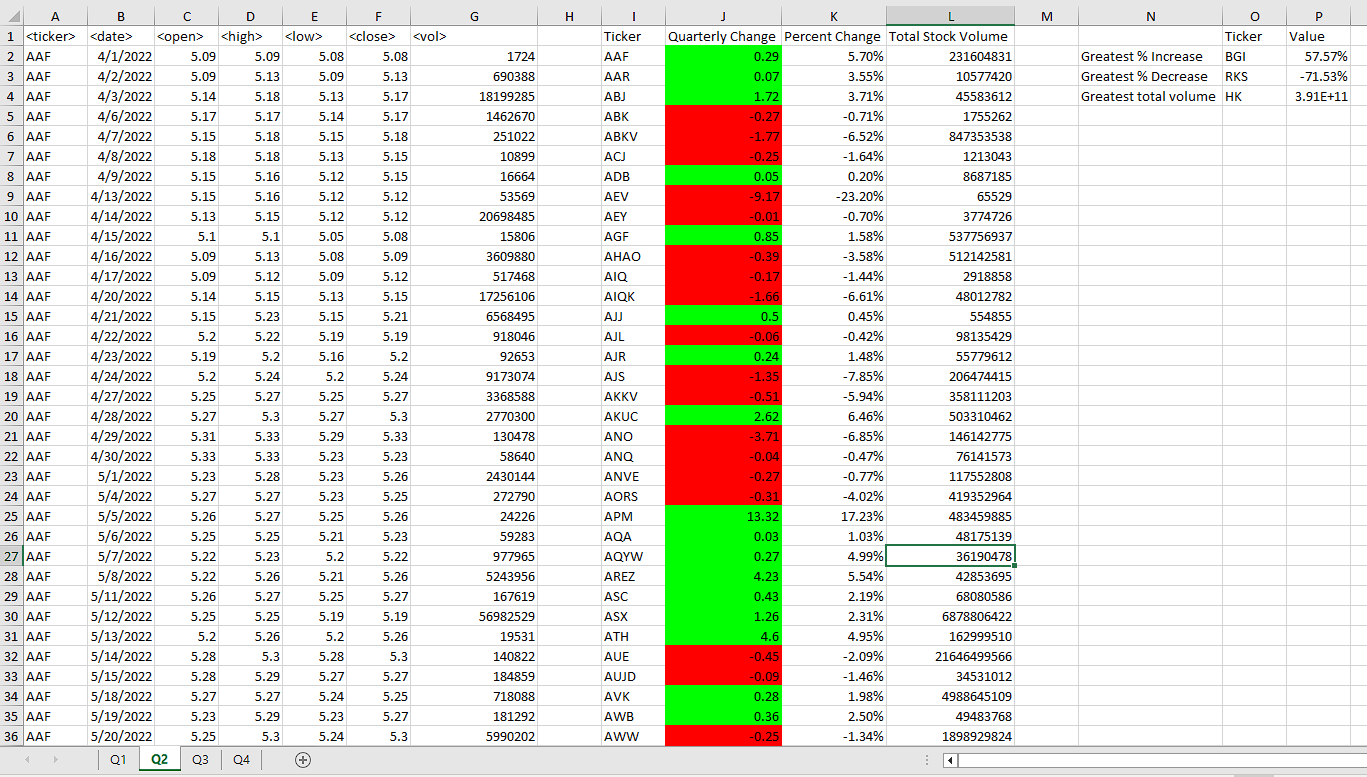 A B C D E F G H I J K L M N O P
1 <ticker> <date> <open> <high> <low> <close> <vol> Ticker Quarterly Change Percent Change Total Stock Volume Ticker Value
2 AAF 4/1/2022 5.09 5.09 5.08 5.08 1724 AAF 0.29 5.70% 231604831 Greatest % Increase BGI 57.57%
3 AAF 4/2/2022 5.09 5.13 5.09 5.13 690388 AAR 0.07 3.55% 10577420 Greatest % Decrease RKS -71.53%
4 AAF 4/3/2022 5.14 5.18 5.13 5.17 18199285 ABJ 1.72 3.71% 45583612 Greatest total volume HK 3.91E+11
5 AAF 4/6/2022 5.17 5.17 5.14 5.17 1462670 ABK -0.27 -0.71% 1755262
6 AAF 4/7/2022 5.15 5.18 5.15 5.18 251022 ABKV -1.77 -6.52% 847353538
7 AAF 4/8/2022 5.18 5.18 5.13 5.15 10899 ACJ -0.25 -1.64% 1213043
8 AAF 4/9/2022 5.15 5.16 5.12 5.15 16664 ADB 0.05 0.20% 8687185
9 AAF 4/13/2022 5.15 5.16 5.12 5.12 53569 AEV -9.17 -23.20% 65529
10 AAF 4/14/2022 5.13 5.15 5.12 5.12 20698485 AEY -0.01 -0.70% 3774726
11 AAF 4/15/2022 5.1 5.1 5.05 5.08 15806 AGF 0.85 1.58% 537756937
12 AAF 4/16/2022 5.09 5.13 5.08 5.09 3609880 AHAO -0.39 -3.58% 512142581
13 AAF 4/17/2022 5.09 5.12 5.09 5.12 517468 AIQ -0.17 -1.44% 2918858
14 AAF 4/20/2022 5.14 5.15 5.13 5.15 17256106 AIQK -1.66 -6.61% 48012782
15 AAF 4/21/2022 5.15 5.23 5.15 5.21 6568495 AJJ 0.5 0.45% 554855
16 AAF 4/22/2022 5.2 5.22 5.19 5.19 918046 AJL -0.06 -0.42% 98135429
17 AAF 4/23/2022 5.19 5.2 5.16 5.2 92653 AJR 0.24 1.48% 55779612
18 AAF 4/24/2022 5.2 5.24 5.2 5.24 9173074 AJS -1.35 -7.85% 206474415
19 AAF 4/27/2022 5.25 5.27 5.25 5.27 3368588 AKKV -0.51 -5.94% 358111203
20 AAF 4/28/2022 5.27 5.3 5.27 5.3 2770300 AKUC 2.62 6.46% 503310462
21 AAF 4/29/2022 5.31 5.33 5.29 5.33 130478 ANO -3.71 -6.85% 146142775
22 AAF 4/30/2022 5.33 5.33 5.23 5.23 58640 ANQ -0.04 -0.47% 76141573
23 AAF 5/1/2022 5.23 5.28 5.23 5.26 2430144 ANVE -0.27 -0.77% 117552808
24 AAF 5/4/2022 5.27 5.27 5.23 5.25 272790 AORS -0.31 -4.02% 419352964
25 AAF 5/5/2022 5.26 5.27 5.25 5.26 24226 APM 13.32 17.23% 483459885
26 AAF 5/6/2022 5.25 5.25 5.21 5.23 59283 AQA 0.03 1.03% 48175139
27 AAF 5/7/2022 5.22 5.23 5.2 5.22 977965 AQYW 0.27 4.99% 36190478
28 AAF 5/8/2022 5.22 5.26 5.21 5.26 5243956 AREZ 4.23 5.54% 42853695
29 AAF 5/11/2022 5.26 5.27 5.25 5.27 167619 ASC 0.43 2.19% 68080586
30 AAF 5/12/2022 5.25 5.25 5.19 5.19 56982529 ASX 1.26 2.31% 6878806422
31 AAF 5/13/2022 5.2 5.26 5.2 5.26 19531 ATH 4.6 4.95% 162999510
32 AAF 5/14/2022 5.28 5.3 5.28 5.3 140822 AUE -0.45 -2.09% 21646499566
33 AAF 5/15/2022 5.28 5.29 5.27 5.27 184859 AUJD -0.09 -1.46% 34531012
34 AAF 5/18/2022 5.27 5.27 5.24 5.25 718088 AVK 0.28 1.98% 4988645109
35 AAF 5/19/2022 5.23 5.29 5.23 5.27 181292 AWB 0.36 2.50% 49483768
36 AAF 5/20/2022 5.25 5.3 5.24 5.3 5990202 AWW -0.25 -1.34% 1898929824
Q1 Q2 Q3 Q4